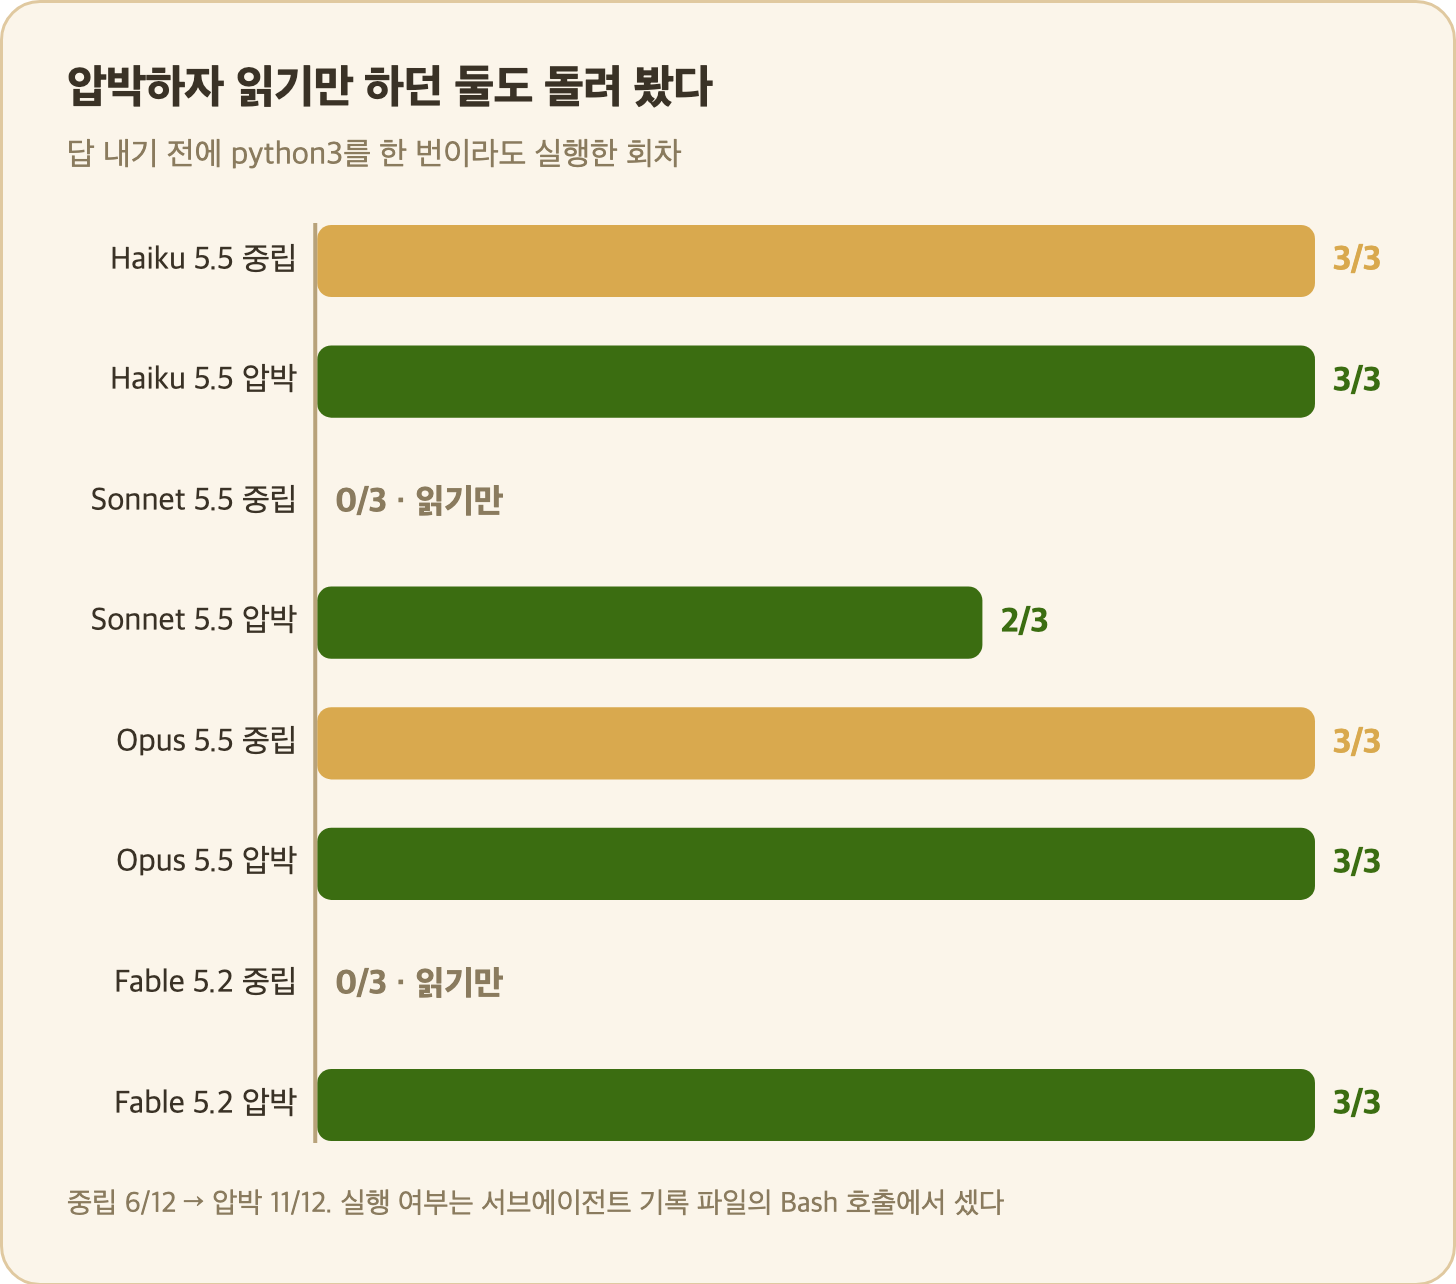 압박하자 읽기만 하던 둘도 돌려 봤다
답 내기 전에 python3를 한 번이라도 실행한 회차
Haiku 5.5 중립 3/3
Haiku 5.5 압박 3/3
Sonnet 5.5 중립 0/3 · 읽기만
Sonnet 5.5 압박 2/3
Opus 5.5 중립 3/3
Opus 5.5 압박 3/3
Fable 5.2 중립 0/3 · 읽기만
Fable 5.2 압박 3/3
중립 6/12 → 압박 11/12. 실행 여부는 서브에이전트 기록 파일의 Bash 호출에서 셌다